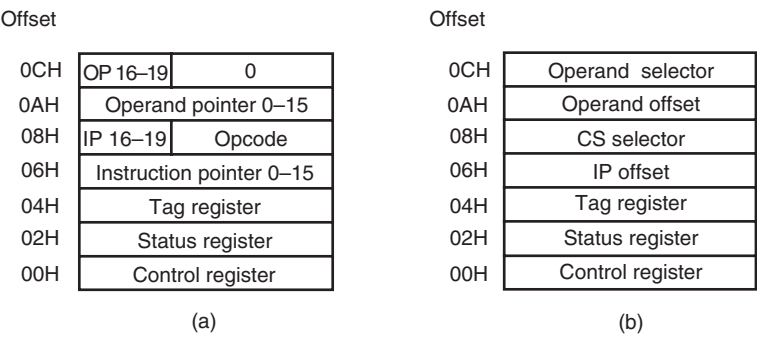 Offset
0CH OP 16–19 0
0AH Operand pointer 0–15
08H IP 16–19 Opcode
06H Instruction pointer 0–15
04H Tag register
02H Status register
00H Control register
(a)
Offset
0CH Operand selector
0AH Operand offset
08H CS selector
06H IP offset
04H Tag register
02H Status register
00H Control register
(b)